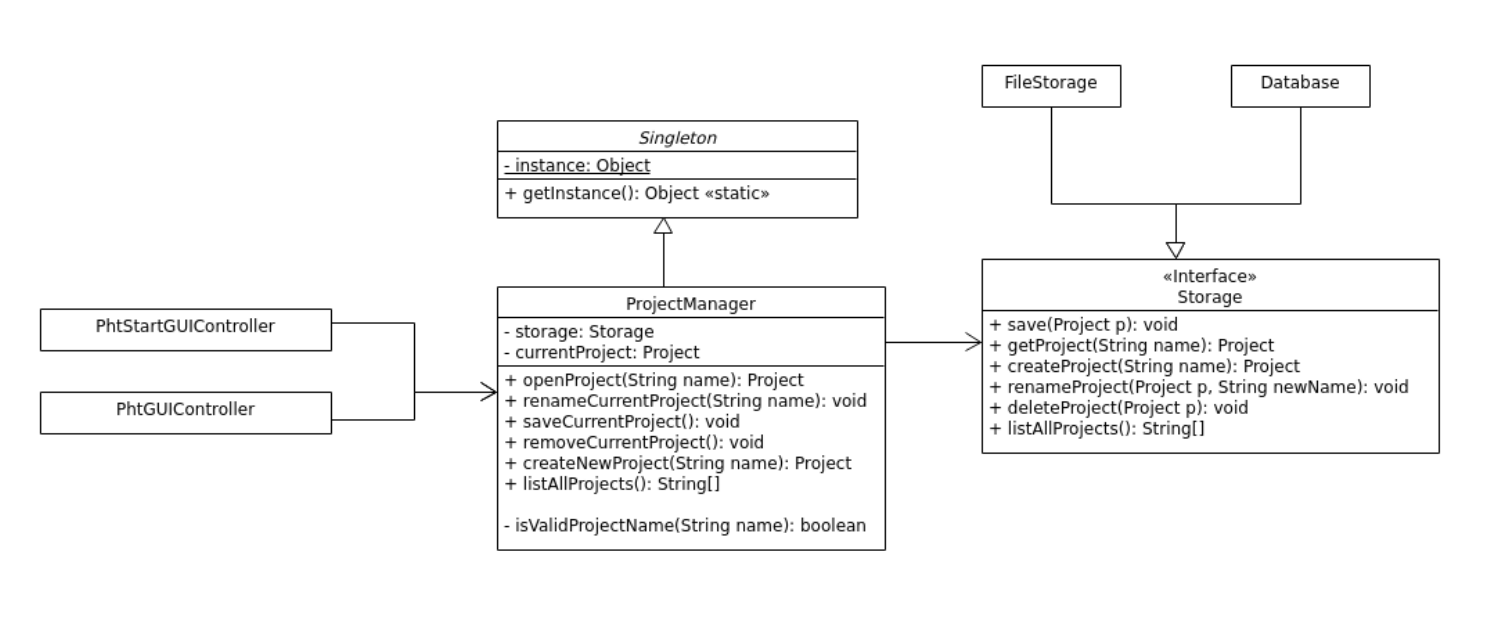 FileStorage
Database
Singleton
- instance: Object
+ getInstance(): Object «static»
PhtStartGUIController
PhtGUIController
ProjectManager
- storage: Storage
- currentProject: Project
+ openProject(String name): Project
+ renameCurrentProject(String name): void
+ saveCurrentProject(): void
+ removeCurrentProject(): void
+ createNewProject(String name): Project
+ listAllProjects(): String[]
- isValidProjectName(String name): boolean
«Interface»
Storage
+ save(Project p): void
+ getProject(String name): Project
+ createProject(String name): Project
+ renameProject(Project p, String newName): void
+ deleteProject(Project p): void
+ listAllProjects(): String[]